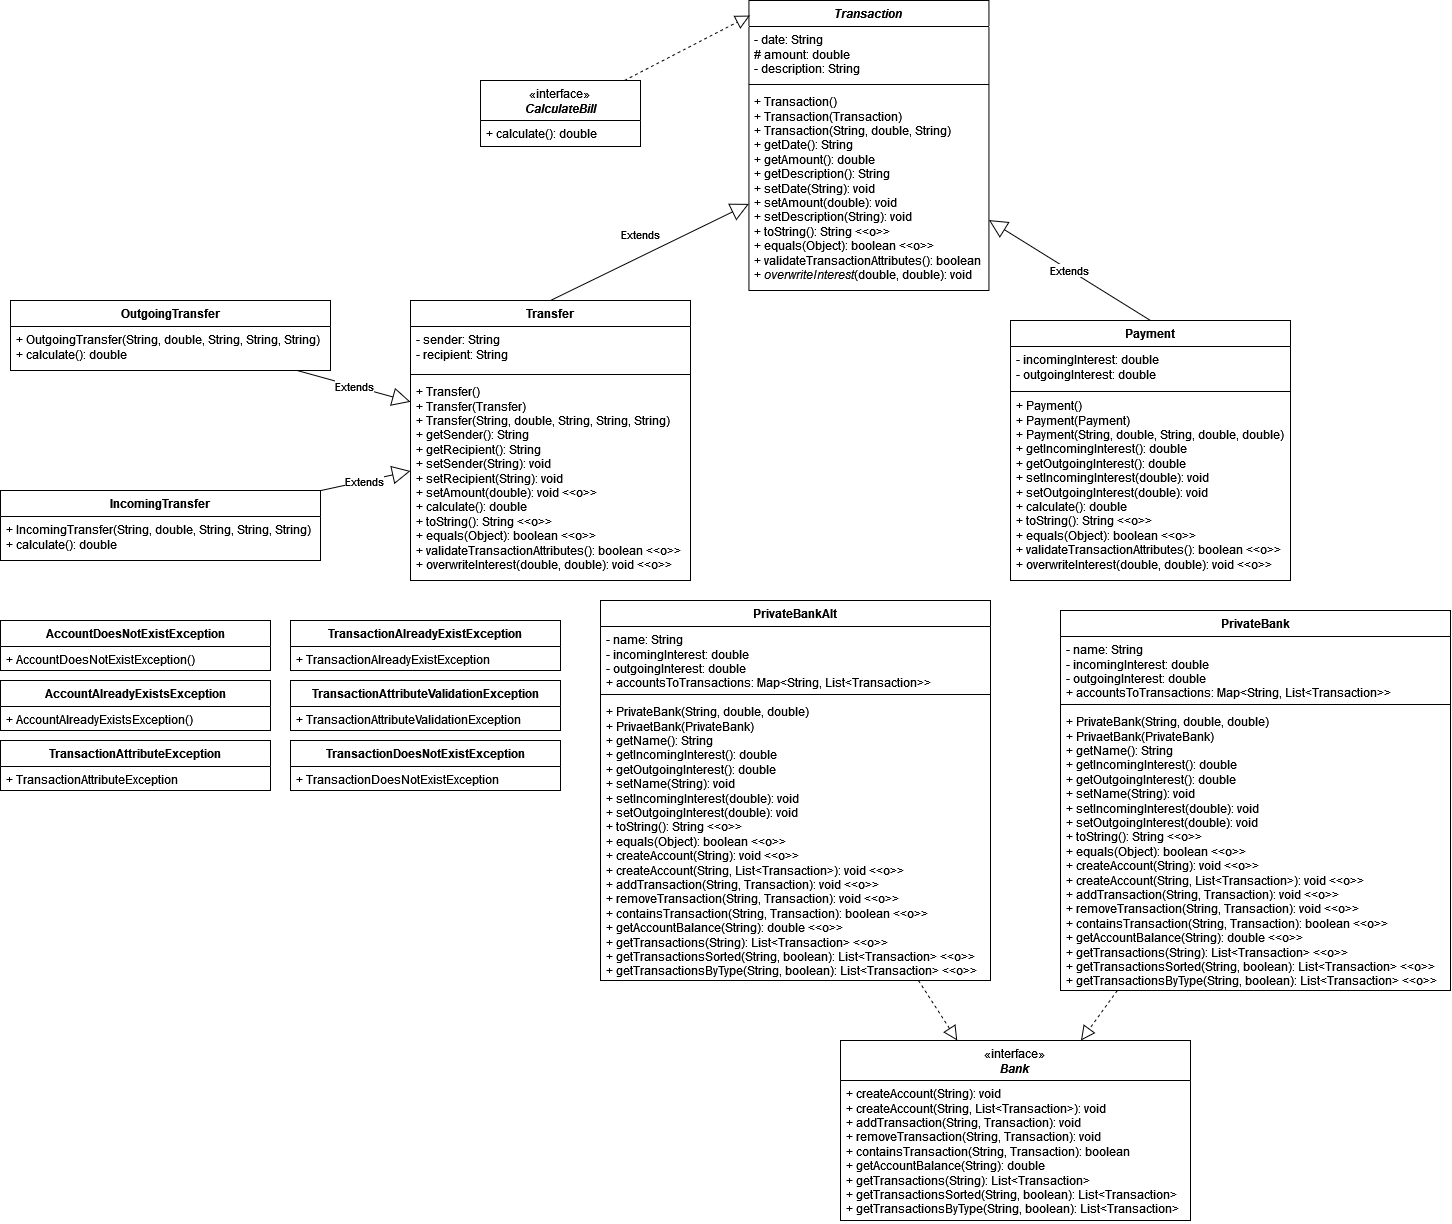 Transaction
- date: String
# amount: double
- description: String
+ Transaction()
+ Transaction(Transaction)
+ Transaction(String, double, String)
+ getDate(): String
+ getAmount(): double
+ getDescription(): String
+ setDate(String): void
+ setAmount(double): void
+ setDescription(String): void
+ toString(): String <<o>>
+ equals(Object): boolean <<o>>
+ validateTransactionAttributes(): boolean
+ overwriteInterest(double, double): void
«interface»
CalculateBill
+ calculate(): double
Extends
Extends
OutgoingTransfer
+ OutgoingTransfer(String, double, String, String, String)
+ calculate(): double
Extends
IncomingTransfer
+ IncomingTransfer(String, double, String, String, String)
+ calculate(): double
Extends
Transfer
- sender: String
- recipient: String
+ Transfer()
+ Transfer(Transfer)
+ Transfer(String, double, String, String, String)
+ getSender(): String
+ getRecipient(): String
+ setSender(String): void
+ setRecipient(String): void
+ setAmount(double): void <<o>>
+ calculate(): double
+ toString(): String <<o>>
+ equals(Object): boolean <<o>>
+ validateTransactionAttributes(): boolean <<o>>
+ overwriteInterest(double, double): void <<o>>
Payment
- incomingInterest: double
- outgoingInterest: double
+ Payment()
+ Payment(Payment)
+ Payment(String, double, String, double, double)
+ getIncomingInterest(): double
+ getOutgoingInterest(): double
+ setIncomingInterest(double): void
+ setOutgoingInterest(double): void
+ calculate(): double
+ toString(): String <<o>>
+ equals(Object): boolean <<o>>
+ validateTransactionAttributes(): boolean <<o>>
+ overwriteInterest(double, double): void <<o>>
AccountDoesNotExistException
+ AccountDoesNotExistException()
TransactionAlreadyExistException
+ TransactionAlreadyExistException
AccountAlreadyExistsException
+ AccountAlreadyExistsException()
TransactionAttributeValidationException
+ TransactionAttributeValidationException
TransactionAttributeException
+ TransactionAttributeException
TransactionDoesNotExistException
+ TransactionDoesNotExistException
PrivateBankAlt
- name: String
- incomingInterest: double
- outgoingInterest: double
+ accountsToTransactions: Map<String, List<Transaction>>
+ PrivateBank(String, double, double)
+ PrivaetBank(PrivateBank)
+ getName(): String
+ getIncomingInterest(): double
+ getOutgoingInterest(): double
+ setName(String): void
+ setIncomingInterest(double): void
+ setOutgoingInterest(double): void
+ toString(): String <<o>>
+ equals(Object): boolean <<o>>
+ createAccount(String): void <<o>>
+ createAccount(String, List<Transaction>): void <<o>>
+ addTransaction(String, Transaction): void <<o>>
+ removeTransaction(String, Transaction): void <<o>>
+ containsTransaction(String, Transaction): boolean <<o>>
+ getAccountBalance(String): double <<o>>
+ getTransactions(String): List<Transaction> <<o>>
+ getTransactionsSorted(String, boolean): List<Transaction> <<o>>
+ getTransactionsByType(String, boolean): List<Transaction> <<o>>
PrivateBank
- name: String
- incomingInterest: double
- outgoingInterest: double
+ accountsToTransactions: Map<String, List<Transaction>>
+ PrivateBank(String, double, double)
+ PrivaetBank(PrivateBank)
+ getName(): String
+ getIncomingInterest(): double
+ getOutgoingInterest(): double
+ setName(String): void
+ setIncomingInterest(double): void
+ setOutgoingInterest(double): void
+ toString(): String <<o>>
+ equals(Object): boolean <<o>>
+ createAccount(String): void <<o>>
+ createAccount(String, List<Transaction>): void <<o>>
+ addTransaction(String, Transaction): void <<o>>
+ removeTransaction(String, Transaction): void <<o>>
+ containsTransaction(String, Transaction): boolean <<o>>
+ getAccountBalance(String): double <<o>>
+ getTransactions(String): List<Transaction> <<o>>
+ getTransactionsSorted(String, boolean): List<Transaction> <<o>>
+ getTransactionsByType(String, boolean): List<Transaction> <<o>>
«interface»
Bank
+ createAccount(String): void
+ createAccount(String, List<Transaction>): void
+ addTransaction(String, Transaction): void
+ removeTransaction(String, Transaction): void
+ containsTransaction(String, Transaction): boolean
+ getAccountBalance(String): double
+ getTransactions(String): List<Transaction>
+ getTransactionsSorted(String, boolean): List<Transaction>
+ getTransactionsByType(String, boolean): List<Transaction>